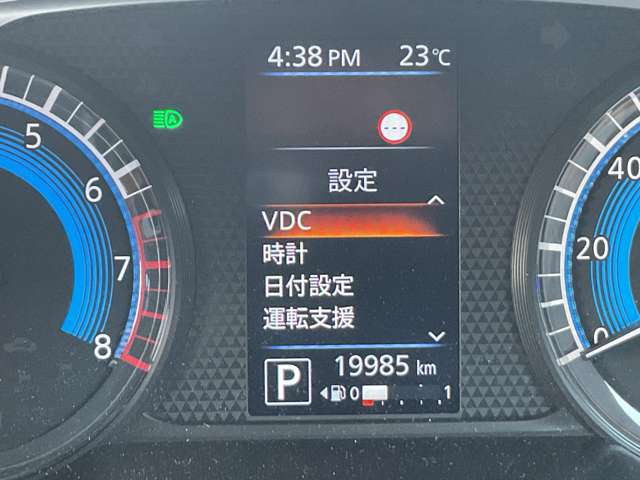 4:38 PM 23℃
A
---
設定
VDC
時計
日付設定
運転支援
P 19985 km
0 1
5
6
7
8
40
20
0